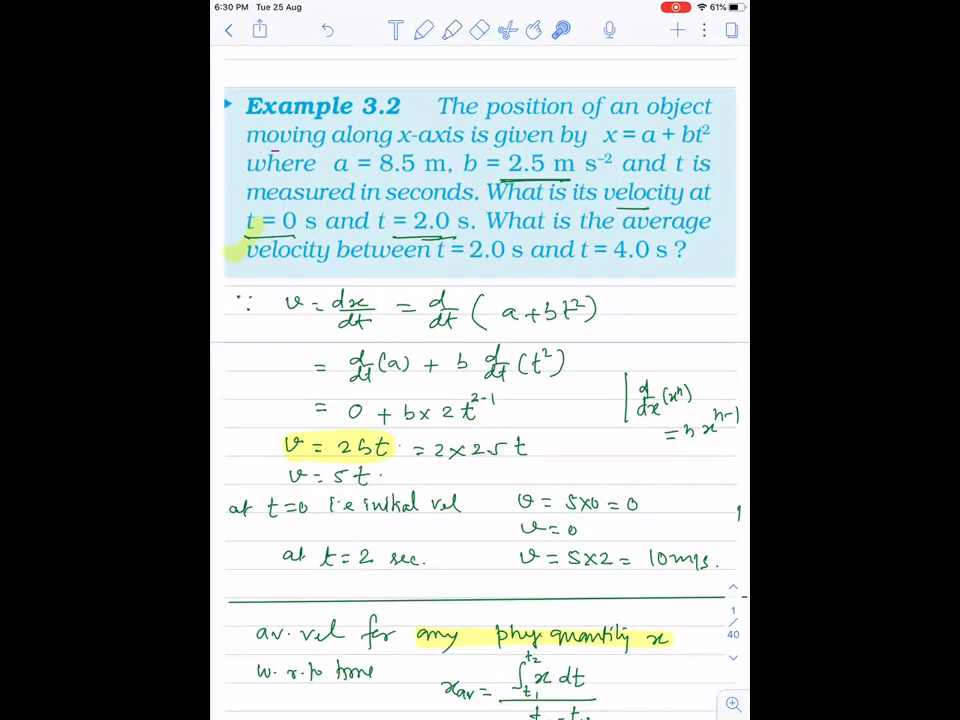 6:30 PM Tue 25 Aug
61%
T
Example 3.2 The position of an object
moving along x-axis is given by x = a + bt²
where a = 8.5 m, b = 2.5 m s⁻² and t is
measured in seconds. What is its velocity at
t = 0 s and t = 2.0 s. What is the average
velocity between t = 2.0 s and t = 4.0 s ?
∵ v = dx/dt = d/dt (a + bt²)
= d/dt (a) + b d/dt (t²)
= 0 + b × 2 t²⁻¹
| d/dx (xⁿ)
= n xⁿ⁻¹
v = 2bt = 2 × 2.5 t
v = 5t
at t = 0 i.e initial vel v = 5×0 = 0
v = 0
at t = 2 sec. v = 5×2 = 10 m/s.
1
/
40
av. vel for any phy. quantity x
w.r. to time
x av = ∫ t₁ t₂ x dt